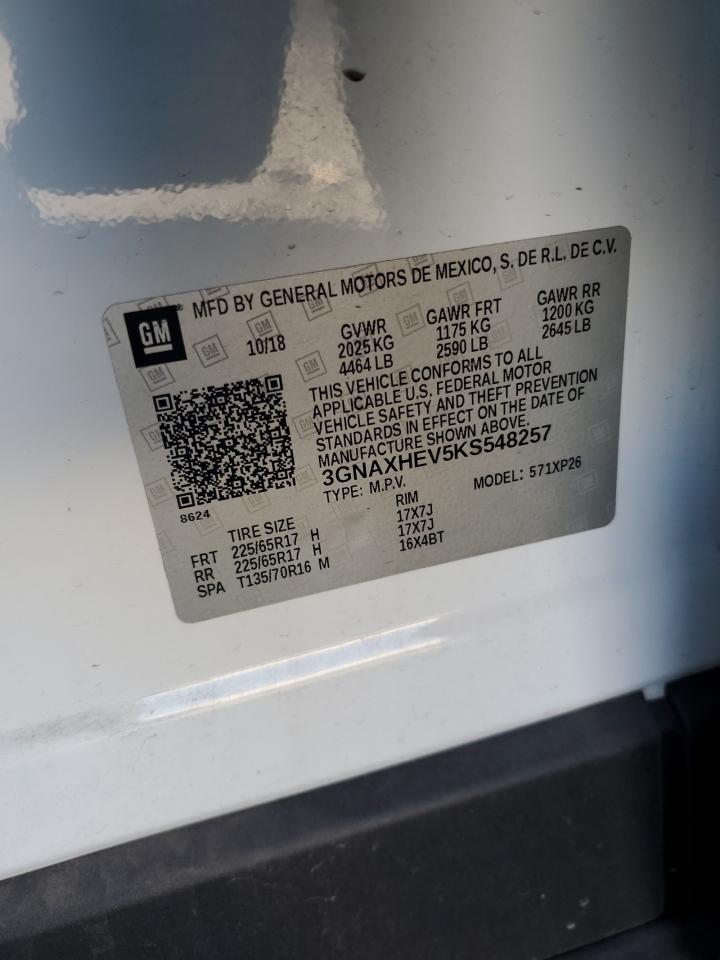 MFD BY GENERAL MOTORS DE MEXICO, S. DE R.L. DE C.V.
GM ®
10/18
GVWR
2025 KG
4464 LB
GAWR FRT
1175 KG
2590 LB
GAWR RR
1200 KG
2645 LB
THIS VEHICLE CONFORMS TO ALL
APPLICABLE U.S. FEDERAL MOTOR
VEHICLE SAFETY AND THEFT PREVENTION
STANDARDS IN EFFECT ON THE DATE OF
MANUFACTURE SHOWN ABOVE.
3GNAXHEV5KS548257
TYPE: M.P.V. MODEL: 571XP26
8624
TIRE SIZE RIM
FRT 225/65R17 H 17X7J
RR 225/65R17 H 17X7J
SPA T135/70R16 M 16X4BT